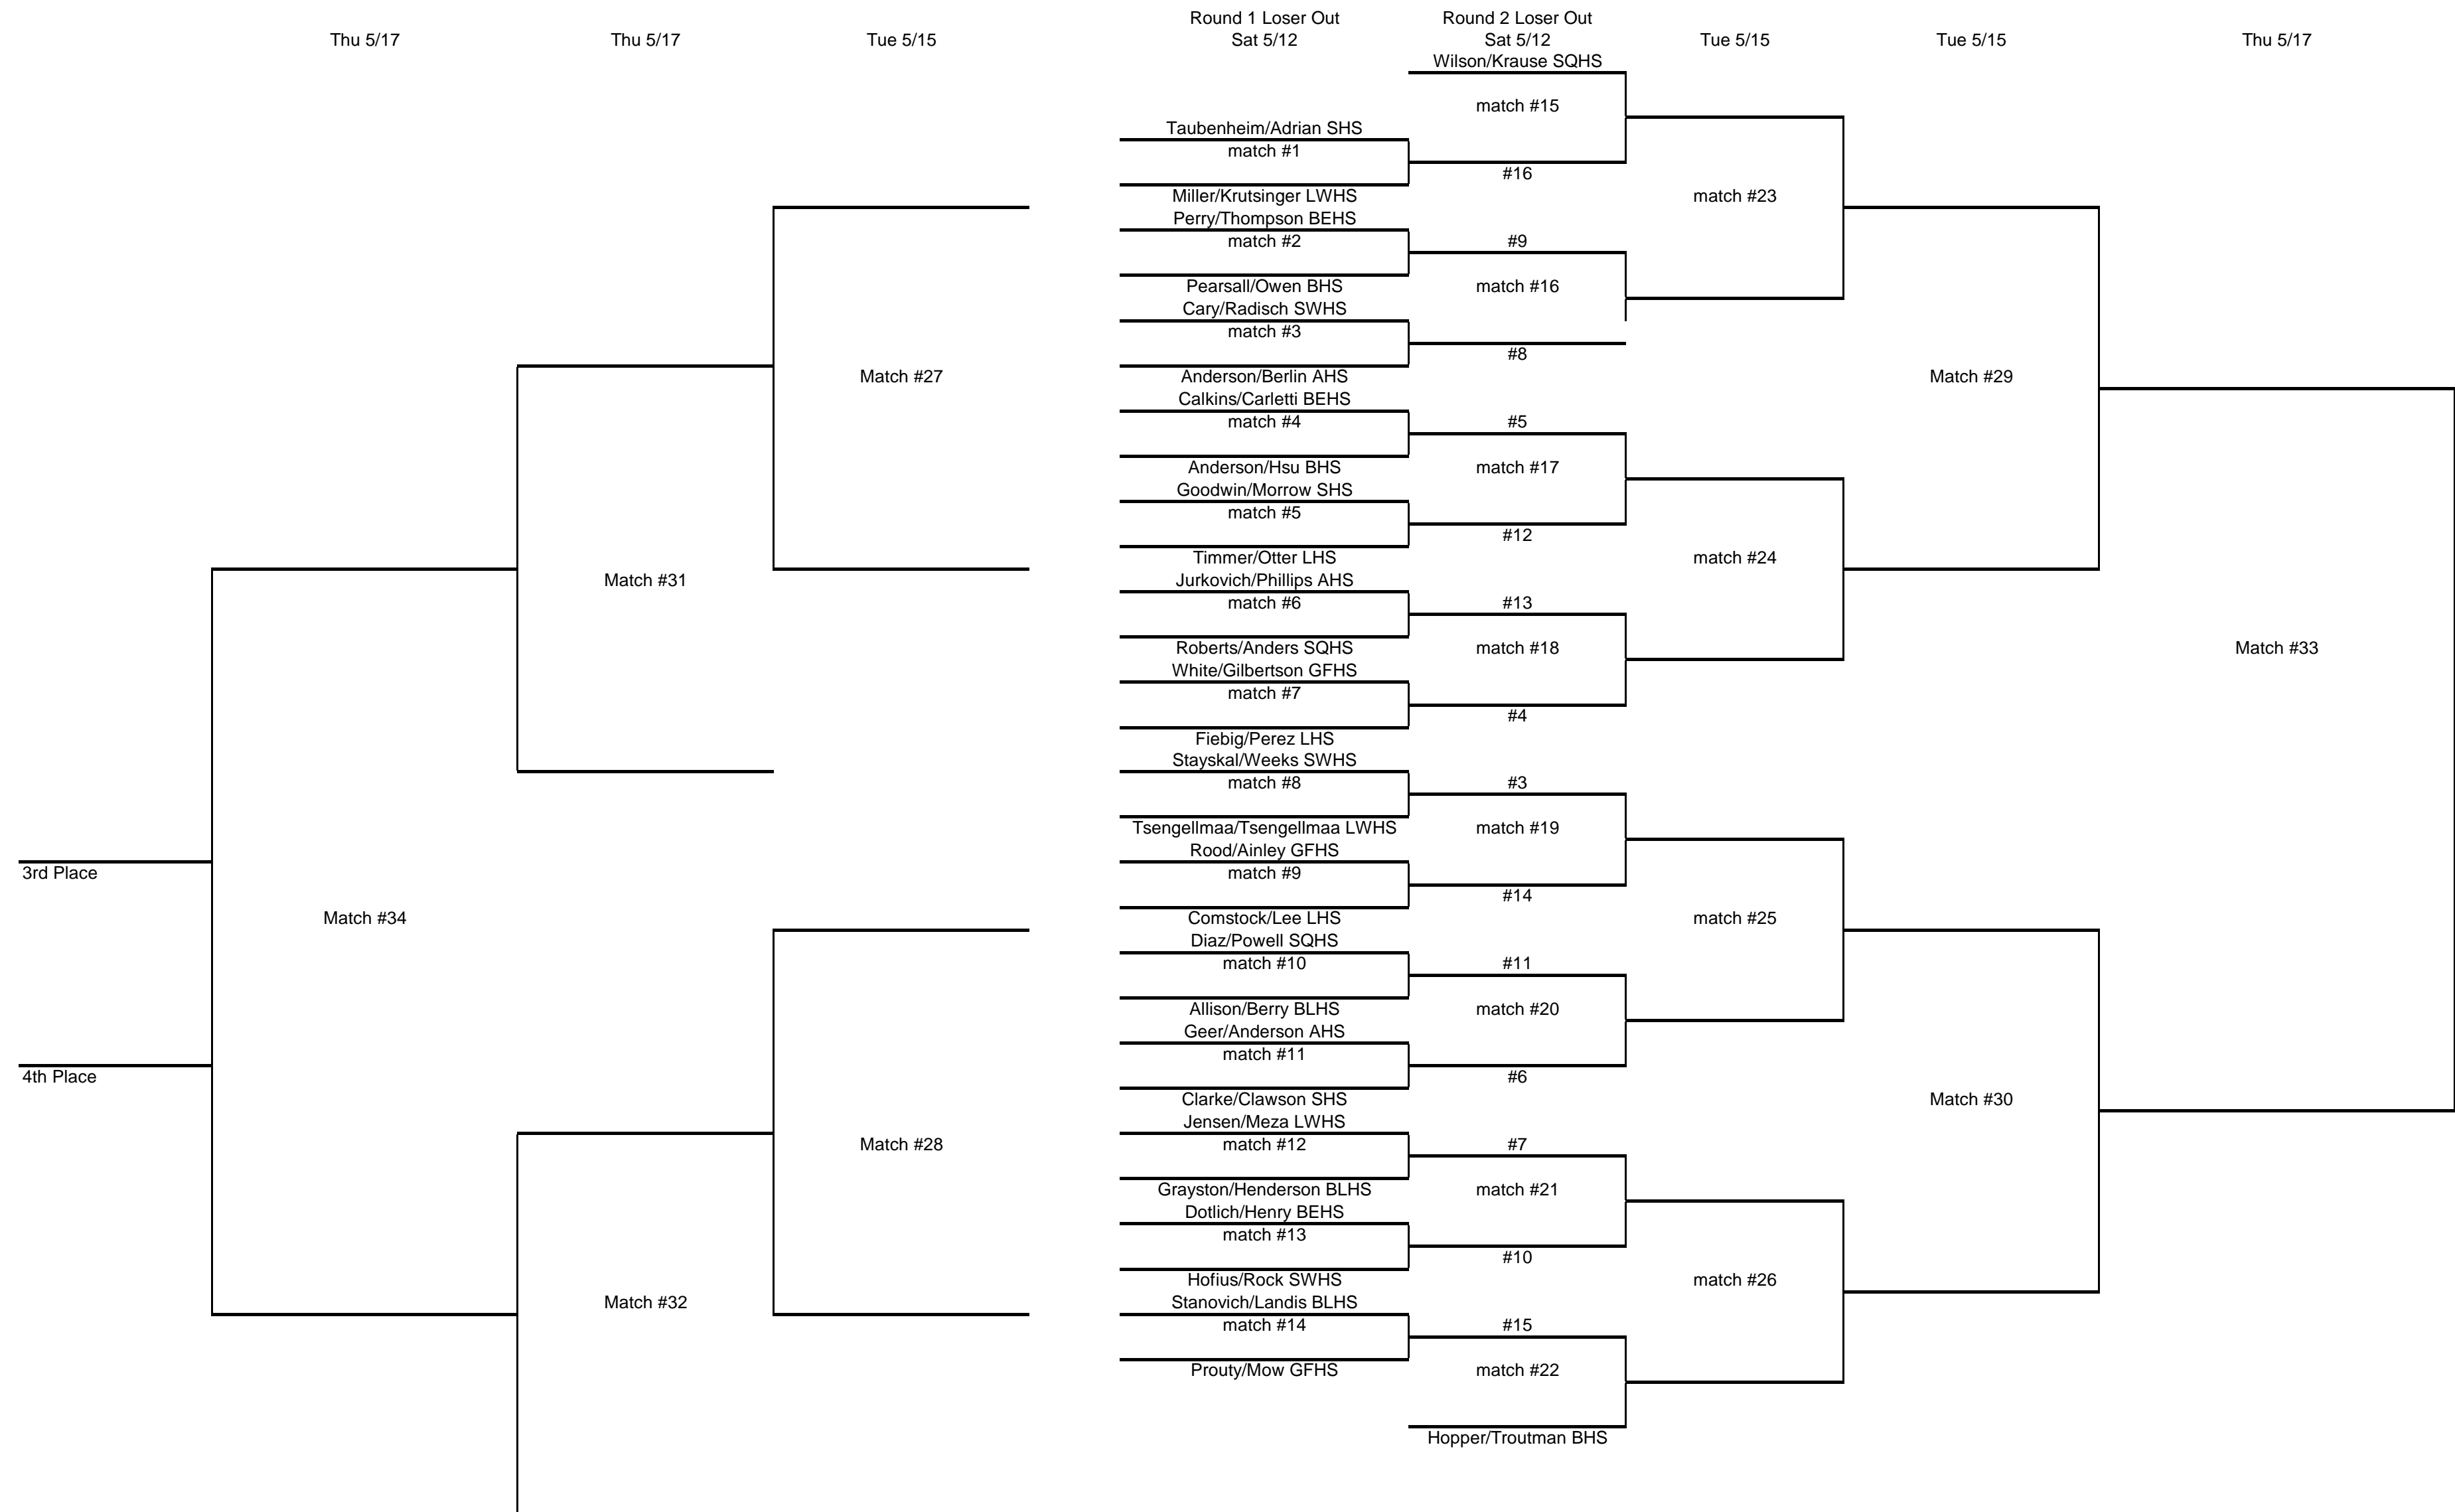 Round 1 Loser Out Round 2 Loser Out
Thu 5/17 Thu 5/17 Tue 5/15 Sat 5/12 Sat 5/12 Tue 5/15 Tue 5/15 Thu 5/17
Wilson/Krause SQHS
match #15
Taubenheim/Adrian SHS
match #1
#16
Miller/Krutsinger LWHS match #23
Perry/Thompson BEHS
match #2 #9
Pearsall/Owen BHS match #16
Cary/Radisch SWHS
match #3
#8
Match #27 Anderson/Berlin AHS Match #29
Calkins/Carletti BEHS
match #4 #5
Anderson/Hsu BHS match #17
Goodwin/Morrow SHS
match #5
#12
Timmer/Otter LHS match #24
Match #31 Jurkovich/Phillips AHS
match #6 #13
Roberts/Anders SQHS match #18 Match #33
White/Gilbertson GFHS
match #7
#4
Fiebig/Perez LHS
Stayskal/Weeks SWHS
match #8 #3
Tsengellmaa/Tsengellmaa LWHS match #19
Rood/Ainley GFHS
3rd Place match #9
#14
Match #34 Comstock/Lee LHS match #25
Diaz/Powell SQHS
match #10 #11
Allison/Berry BLHS match #20
Geer/Anderson AHS
match #11
4th Place #6
Clarke/Clawson SHS Match #30
Jensen/Meza LWHS
Match #28 match #12 #7
Grayston/Henderson BLHS match #21
Dotlich/Henry BEHS
match #13
#10
Hofius/Rock SWHS match #26
Match #32 Stanovich/Landis BLHS
match #14 #15
Prouty/Mow GFHS match #22
Hopper/Troutman BHS